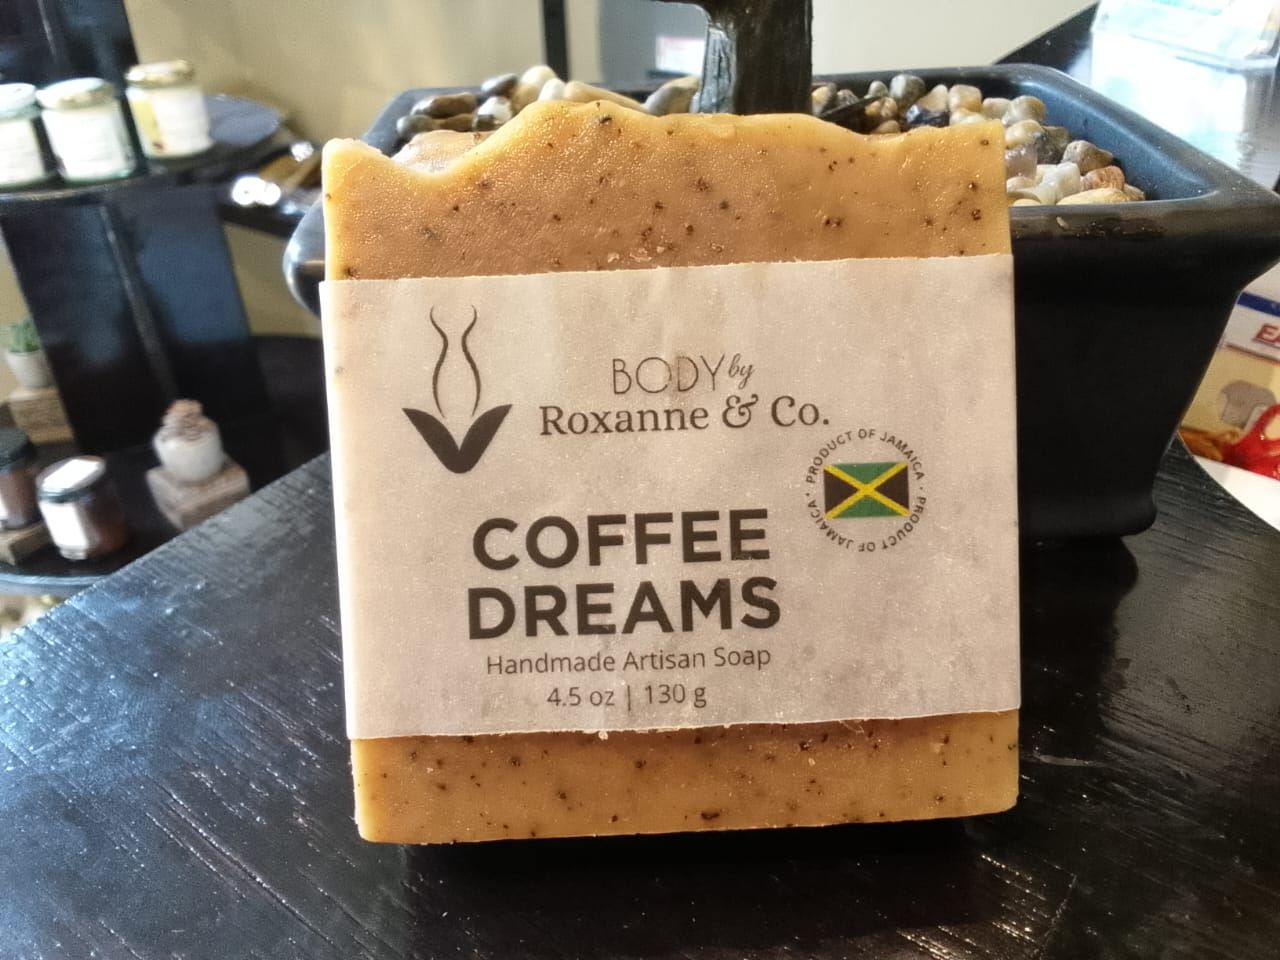 BODY by
Roxanne & Co.
PRODUCT OF JAMAICA · PRODUCT OF JAMAICA ·
COFFEE
DREAMS
Handmade Artisan Soap
4.5 oz | 130 g